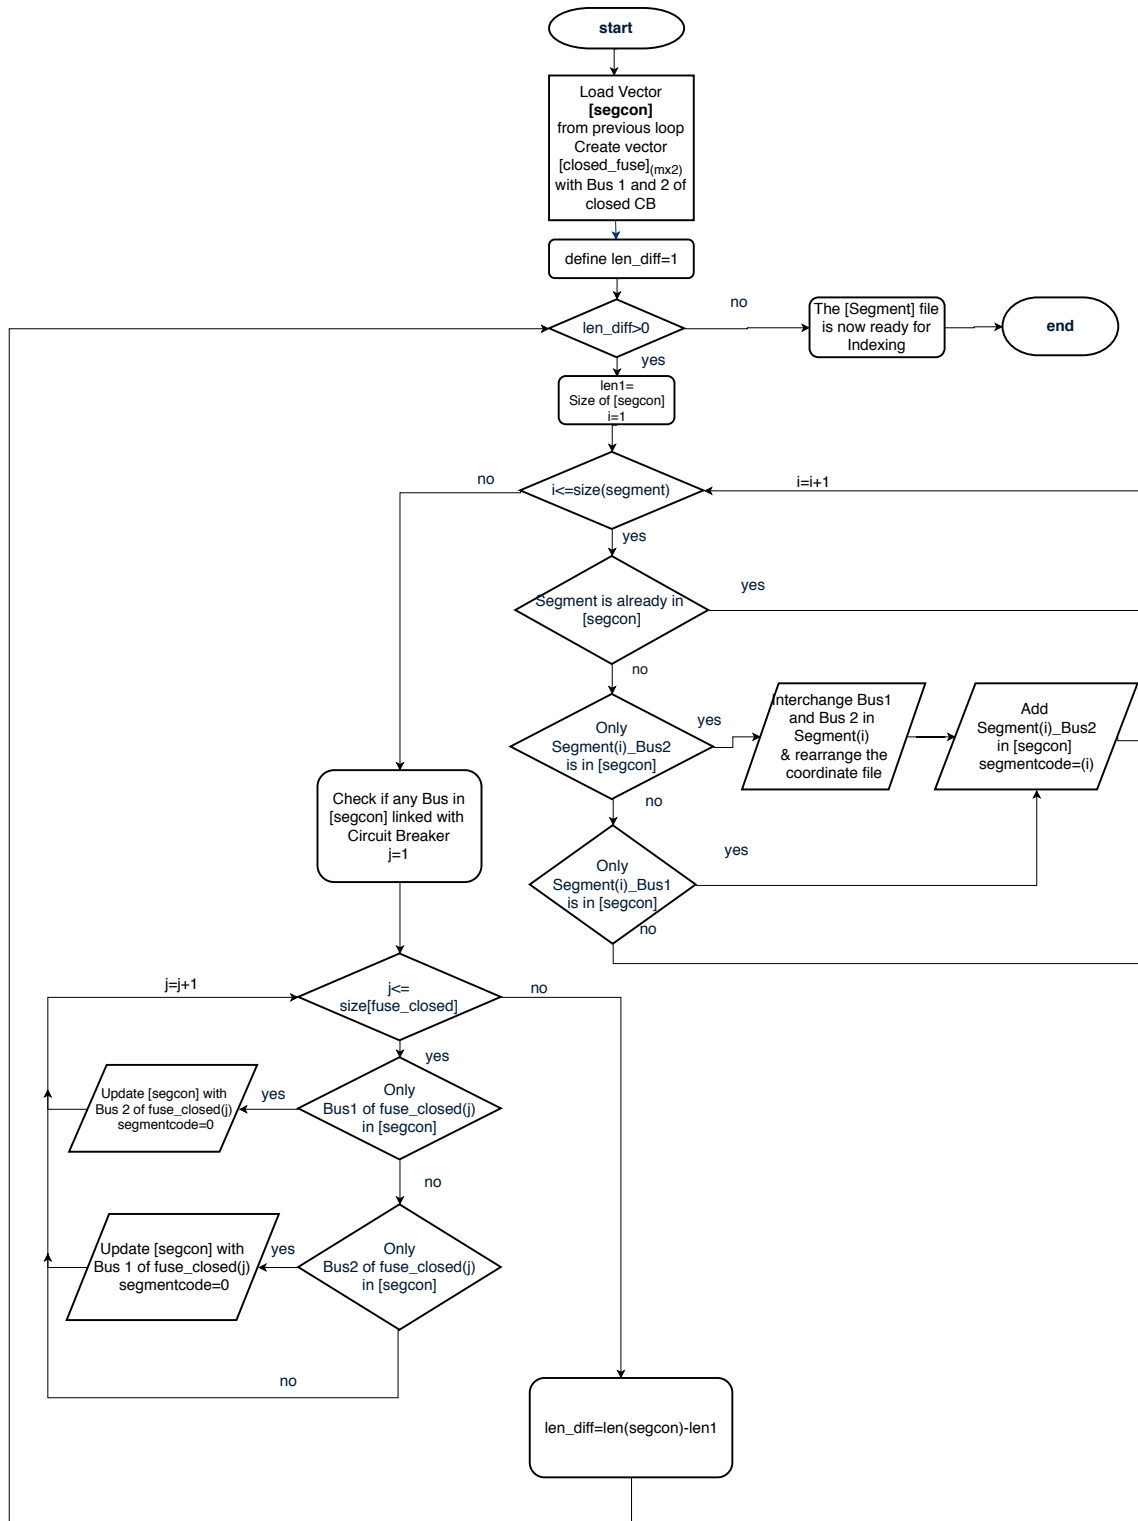 start
Load Vector
[segcon]
from previous loop
Create vector
[closed_fuse](mx2)
with Bus 1 and 2 of
closed CB
define len_diff=1
len_diff>0
no
The [Segment] file
is now ready for
Indexing
end
yes
len1=
Size of [segcon]
i=1
no
i<=size(segment)
i=i+1
yes
Segment is already in
[segcon]
yes
no
Only
Segment(i)_Bus2
is in [segcon]
yes
Interchange Bus1
and Bus 2 in
Segment(i)
& rearrange the
coordinate file
Add
Segment(i)_Bus2
in [segcon]
segmentcode=(i)
no
Only
Segment(i)_Bus1
is in [segcon]
yes
no
Check if any Bus in
[segcon] linked with
Circuit Breaker
j=1
j=j+1
j<=
size[fuse_closed]
no
yes
Only
Bus1 of fuse_closed(j)
in [segcon]
yes
Update [segcon] with
Bus 2 of fuse_closed(j)
segmentcode=0
no
Only
Bus2 of fuse_closed(j)
in [segcon]
yes
Update [segcon] with
Bus 1 of fuse_closed(j)
segmentcode=0
no
len_diff=len(segcon)-len1